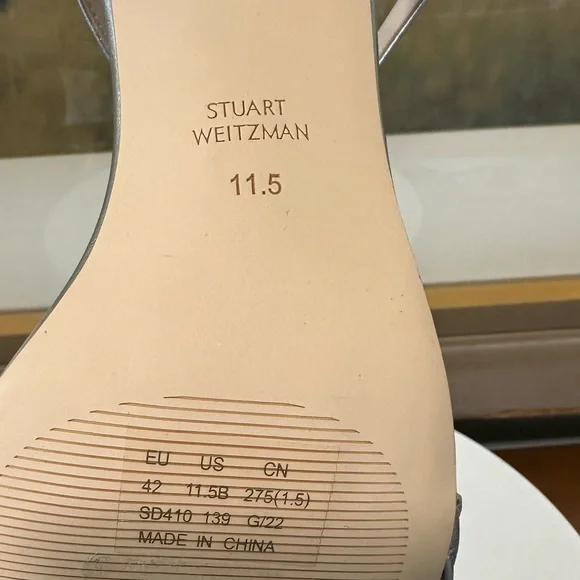 STUART
WEITZMAN
11.5
EU US CN
42 11.5B 275(1.5)
SD410 139 G/22
MADE IN CHINA